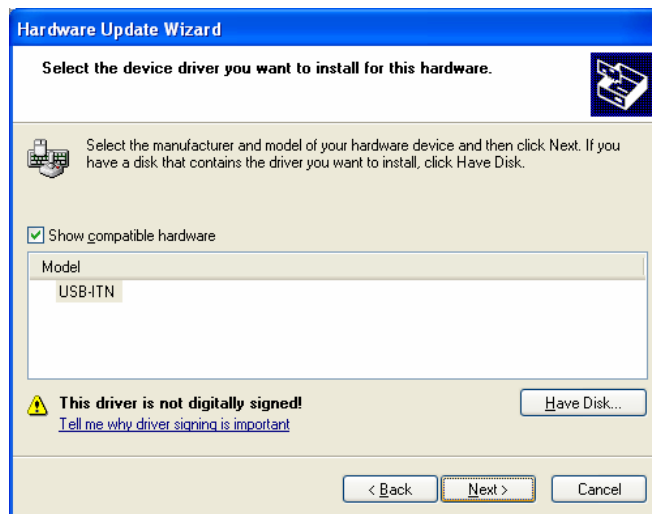 Hardware Update Wizard
Select the device driver you want to install for this hardware.
Select the manufacturer and model of your hardware device and then click Next. If you
have a disk that contains the driver you want to install, click Have Disk.
Show compatible hardware
Model
USB-ITN
This driver is not digitally signed!
Have Disk...
Tell me why driver signing is important
< Back
Next >
Cancel